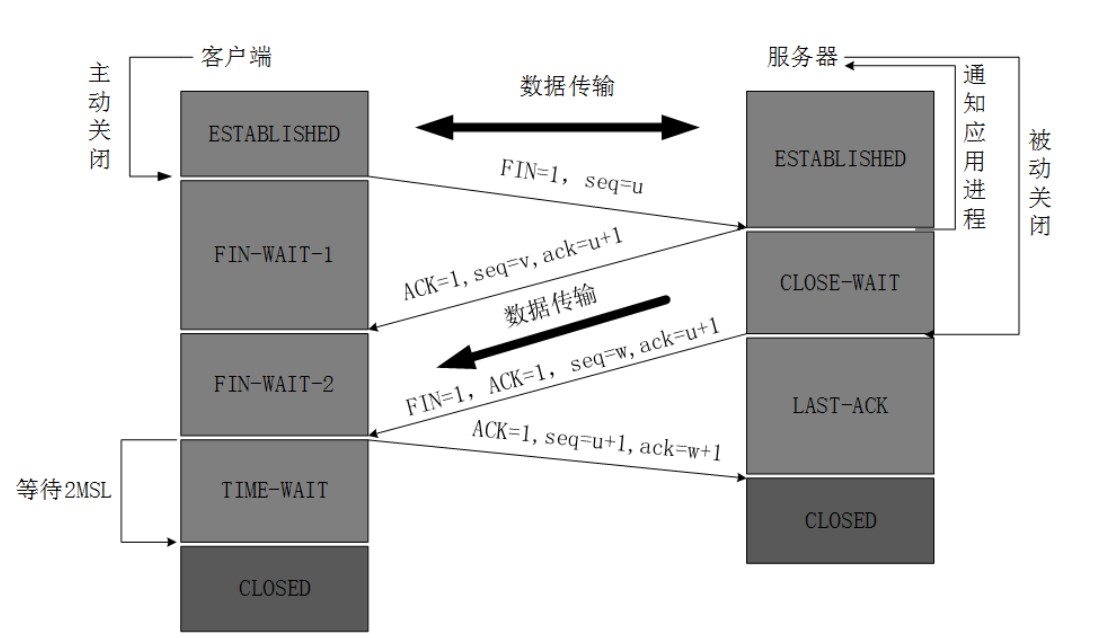 客户端
服务器
主动关闭
数据传输
通知应用进程
被动关闭
ESTABLISHED
ESTABLISHED
FIN=1, seq=u
FIN-WAIT-1
ACK=1,seq=v,ack=u+1
CLOSE-WAIT
数据传输
FIN-WAIT-2
FIN=1, ACK=1, seq=w,ack=u+1
LAST-ACK
ACK=1,seq=u+1,ack=w+1
等待2MSL
TIME-WAIT
CLOSED
CLOSED